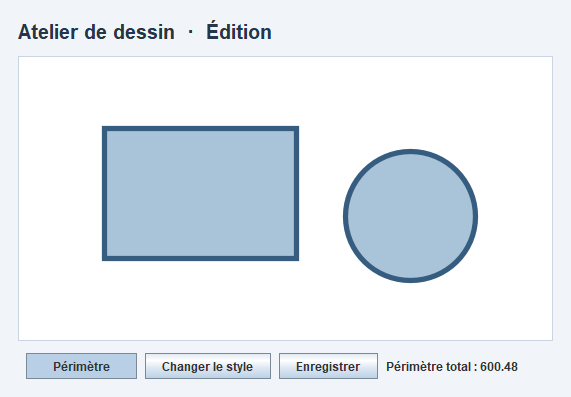 Atelier de dessin · Édition
Périmètre Changer le style Enregistrer Périmètre total : 600.48